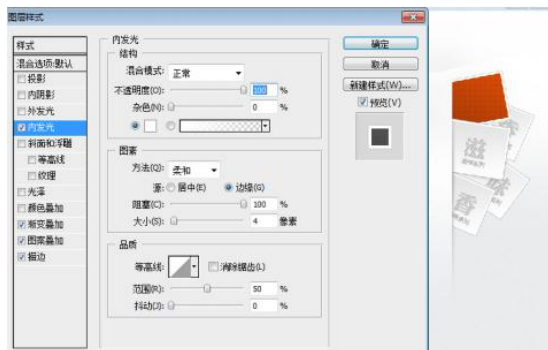 图层样式
样式
混合选项:默认
投影
内阴影
外发光
内发光
斜面和浮雕
等高线
纹理
光泽
颜色叠加
渐变叠加
图案叠加
描边
内发光
结构
混合模式: 正常
不透明度(O): 100 %
杂色(N): 0 %
图素
方法(Q): 柔和
源: 居中(E) 边缘(G)
阻塞(C): 100 %
大小(S): 4 像素
品质
等高线: 消除锯齿(L)
范围(R): 50 %
抖动(J): 0 %
确定
取消
新建样式(W)...
预览(V)
滋
味